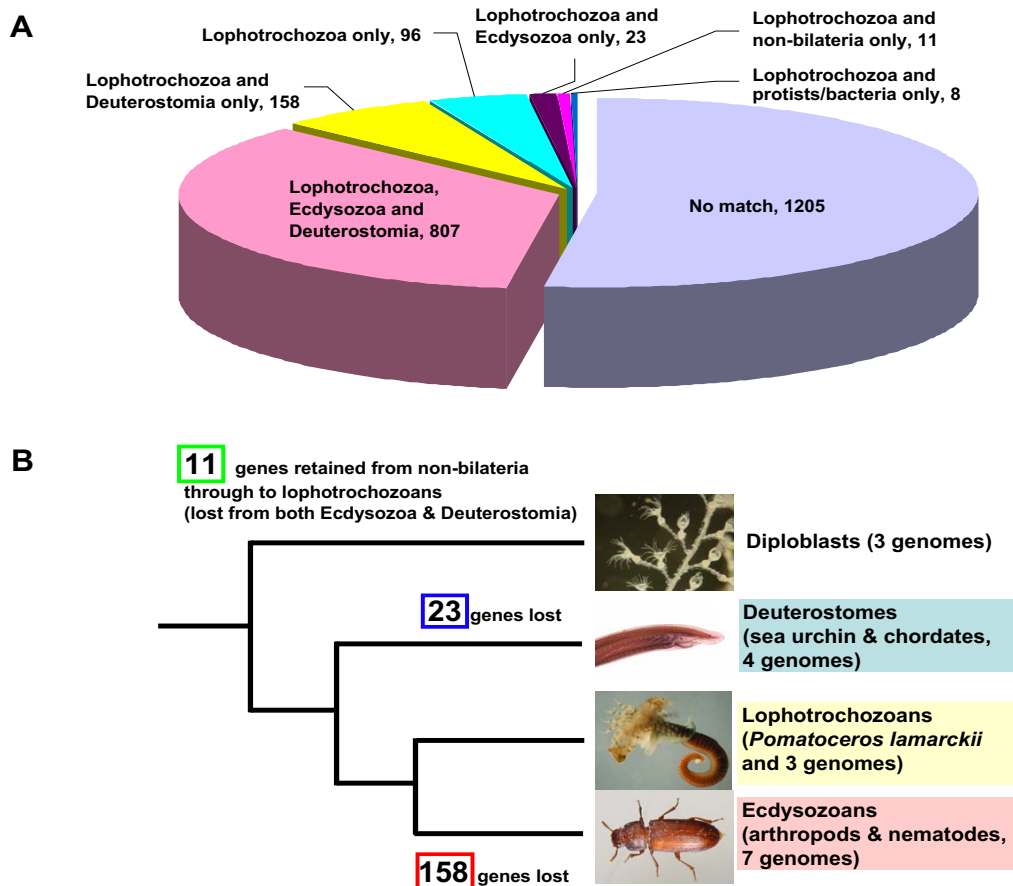 A
Lophotrochozoa only, 96
Lophotrochozoa and
Ecdysozoa only, 23
Lophotrochozoa and
non-bilateria only, 11
Lophotrochozoa and
Deuterostomia only, 158
Lophotrochozoa and
protists/bacteria only, 8
Lophotrochozoa,
Ecdysozoa and
Deuterostomia, 807
No match, 1205
B
11 genes retained from non-bilateria
through to lophotrochozoans
(lost from both Ecdysozoa & Deuterostomia)
Diploblasts (3 genomes)
23 genes lost
Deuterostomes
(sea urchin & chordates,
4 genomes)
Lophotrochozoans
(Pomatoceros lamarckii
and 3 genomes)
Ecdysozoans
(arthropods & nematodes,
7 genomes)
158 genes lost